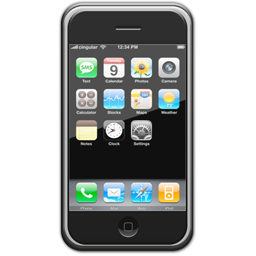 cingular 12:34 PM
SMS 9
Text Calendar Photos Camera
Calculator Stocks Maps Weather
Notes Clock Settings